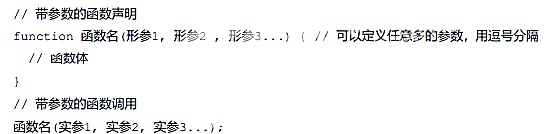 // 带参数的函数声明
function 函数名(形参1, 形参2 , 形参3...) { // 可以定义任意多的参数，用逗号分隔
// 函数体
}
// 带参数的函数调用
函数名(实参1, 实参2, 实参3...);